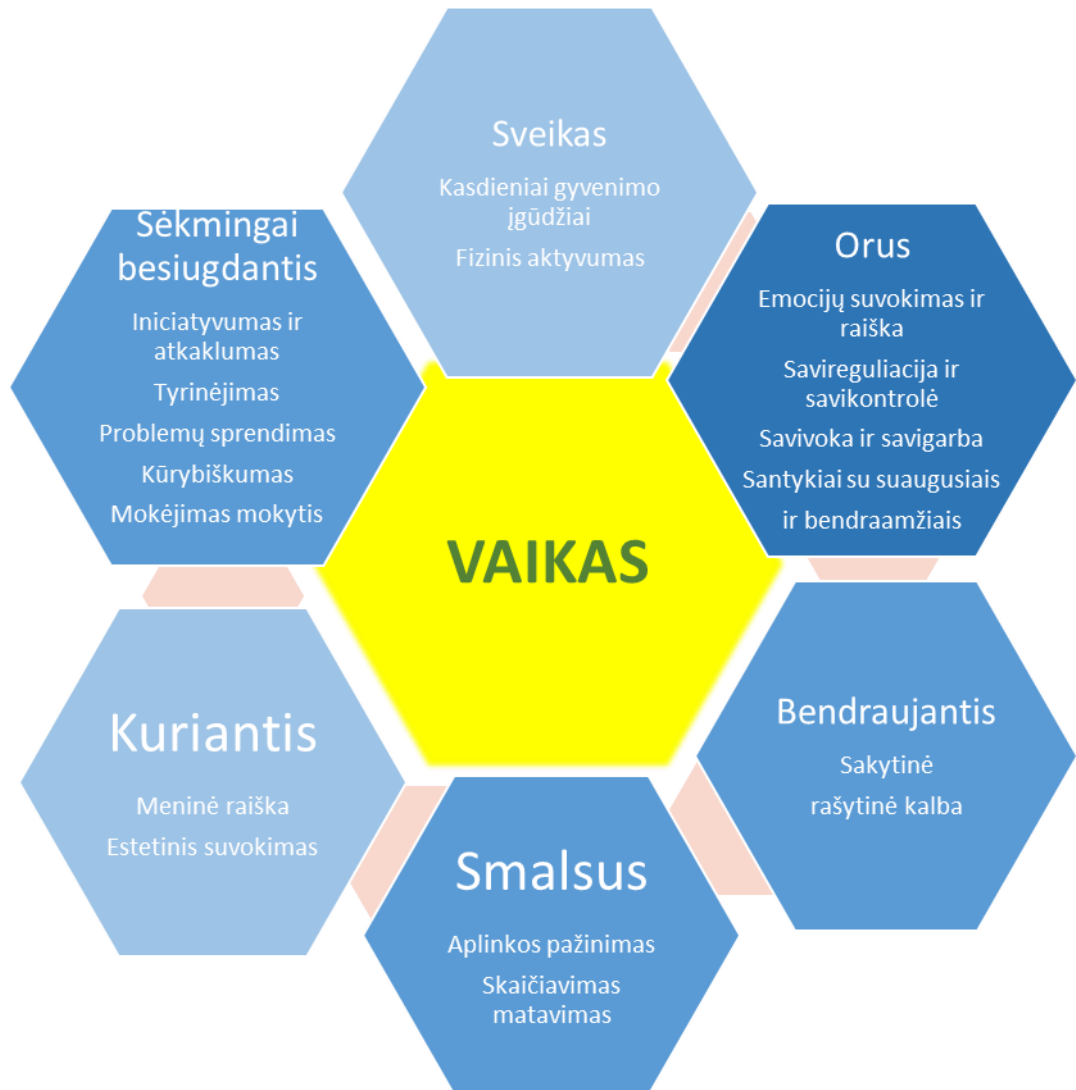 Sveikas
Kasdieniai gyvenimo
įgūdžiai
Fizinis aktyvumas
Orus
Emocijų suvokimas ir
raiška
Savireguliacija ir
savikontrolė
Savivoka ir savigarba
Santykiai su suaugusiais
ir bendraamžiais
Bendraujantis
Sakytinė
rašytinė kalba
Smalsus
Aplinkos pažinimas
Skaičiavimas
matavimas
Kuriantis
Meninė raiška
Estetinis suvokimas
Sėkmingai
besiugdantis
Iniciatyvumas ir
atkaklumas
Tyrinėjimas
Problemų sprendimas
Kūrybiškumas
Mokėjimas mokytis
VAIKAS